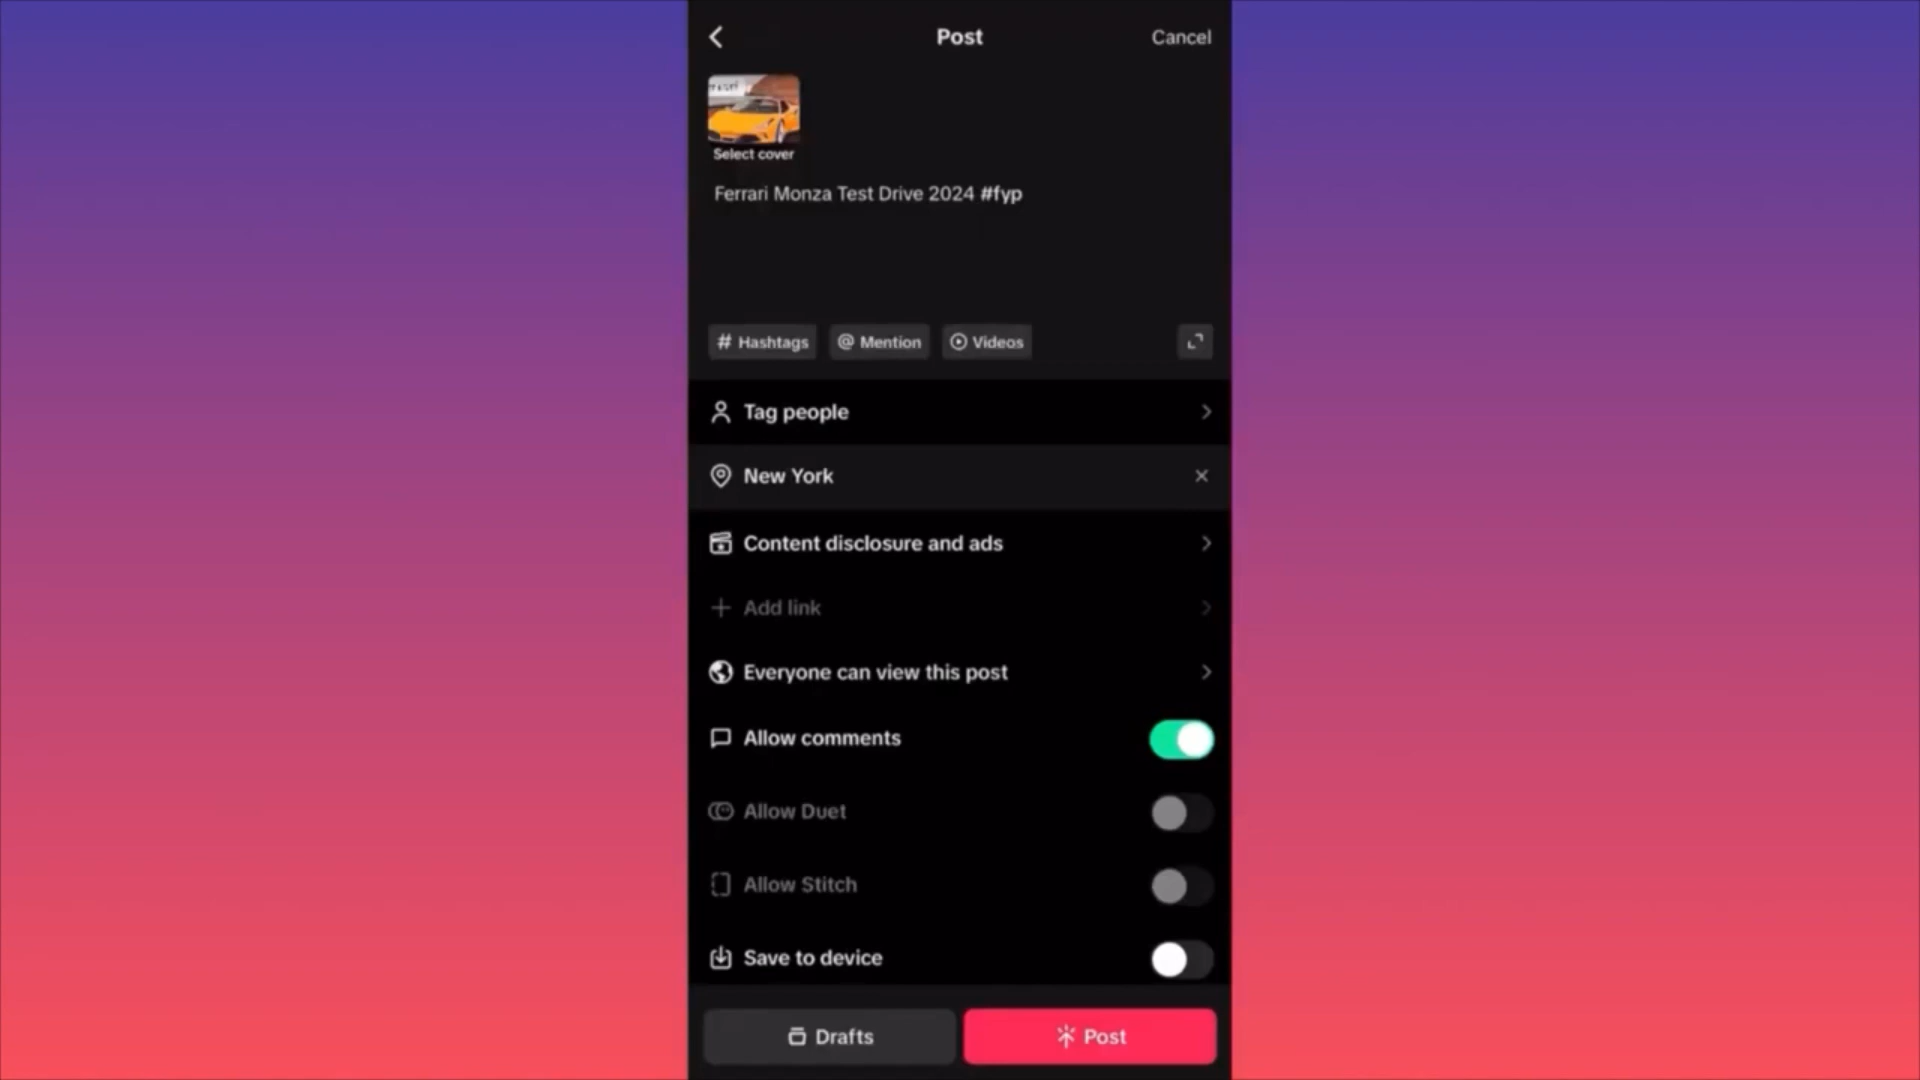 Post
Cancel
Select cover
Ferrari Monza Test Drive 2024 #fyp
# Hashtags
@ Mention
Videos
Tag people
New York
Content disclosure and ads
Add link
Everyone can view this post
Allow comments
Allow Duet
Allow Stitch
Save to device
Drafts
Post